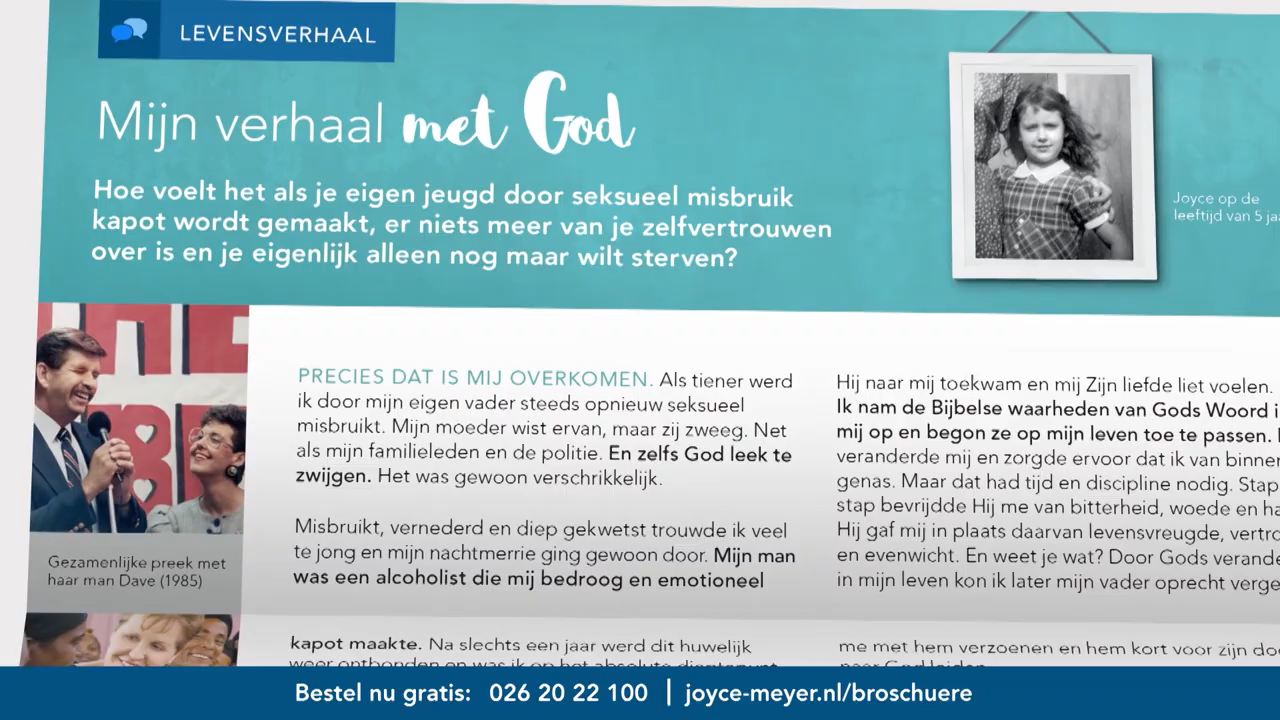 LEVENSVERHAAL
Mijn verhaal met God
Hoe voelt het als je eigen jeugd door seksueel misbruik
kapot wordt gemaakt, er niets meer van je zelfvertrouwen
over is en je eigenlijk alleen nog maar wilt sterven?
Joyce op de
leeftijd van 5
Gezamenlijke preek met
haar man Dave (1985)
PRECIES DAT IS MIJ OVERKOMEN. Als tiener werd
ik door mijn eigen vader steeds opnieuw seksueel
misbruikt. Mijn moeder wist ervan, maar zij zweeg. Net
als mijn familieleden en de politie. En zelfs God leek te
zwijgen. Het was gewoon verschrikkelijk.
Misbruikt, vernederd en diep gekwetst trouwde ik veel
te jong en mijn nachtmerrie ging gewoon door. Mijn man
was een alcoholist die mij bedroog en emotioneel
kapot maakte. Na slechts een jaar werd dit huwelijk
Hij naar mij toekwam en mij Zijn liefde liet voelen.
Ik nam de Bijbelse waarheden van Gods Woord
mij op en begon ze op mijn leven toe te passen.
veranderde mij en zorgde ervoor dat ik van binnen
genas. Maar dat had tijd en discipline nodig. Stap
stap bevrijdde Hij me van bitterheid, woede en
Hij gaf mij in plaats daarvan levensvreugde,
en evenwicht. En weet je wat? Door Gods
in mijn leven kon ik later mijn vader oprecht
me met hem verzoenen en hem kort voor zijn
Bestel nu gratis: 026 20 22 100 | joyce-meyer.nl/broschuere